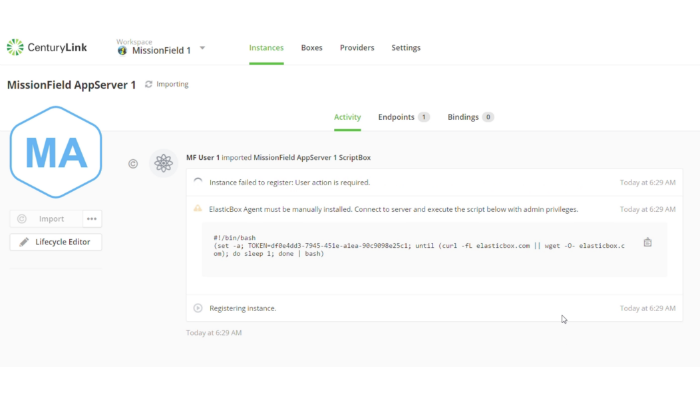 CenturyLink
Workspace
MissionField 1
Instances Boxes Providers Settings
MissionField AppServer 1 Importing
Activity Endpoints 1 Bindings 0
MA
MF User 1 Imported MissionField AppServer 1 ScriptBox
Instance failed to register: User action is required. Today at 6:29 AM
ElasticBox Agent must be manually installed. Connect to server and execute the script below with admin privileges. Today at 6:29 AM
#!/bin/bash
(set -a; TOKEN=df0e4dd3-7945-451e-a1ea-90c9098e25c1; until (curl -fL elasticbox.com || wget -O- elasticbox.c
om); do sleep 1; done | bash)
Import
Lifecycle Editor
Registering instance. Today at 6:29 AM
Today at 6:29 AM